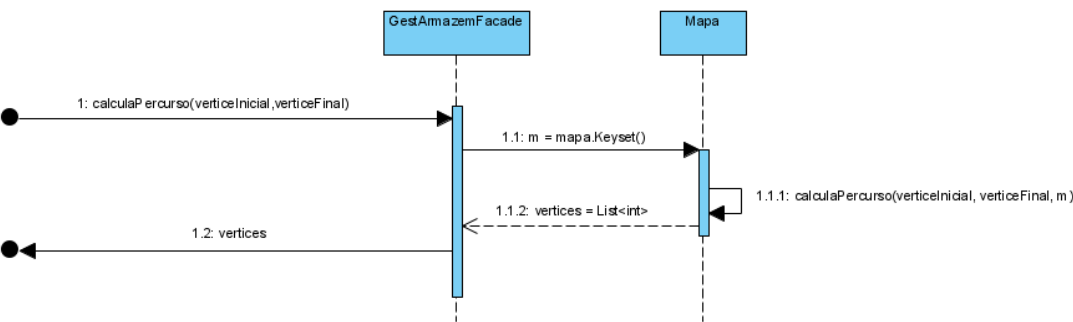 GestArmazemFacade
Mapa
1: calculaPercurso(verticeInicial,verticeFinal)
1.1: m = mapa.Keyset()
1.1.1: calculaPercurso(verticeInicial, verticeFinal, m)
1.1.2: vertices = List<int>
1.2: vertices